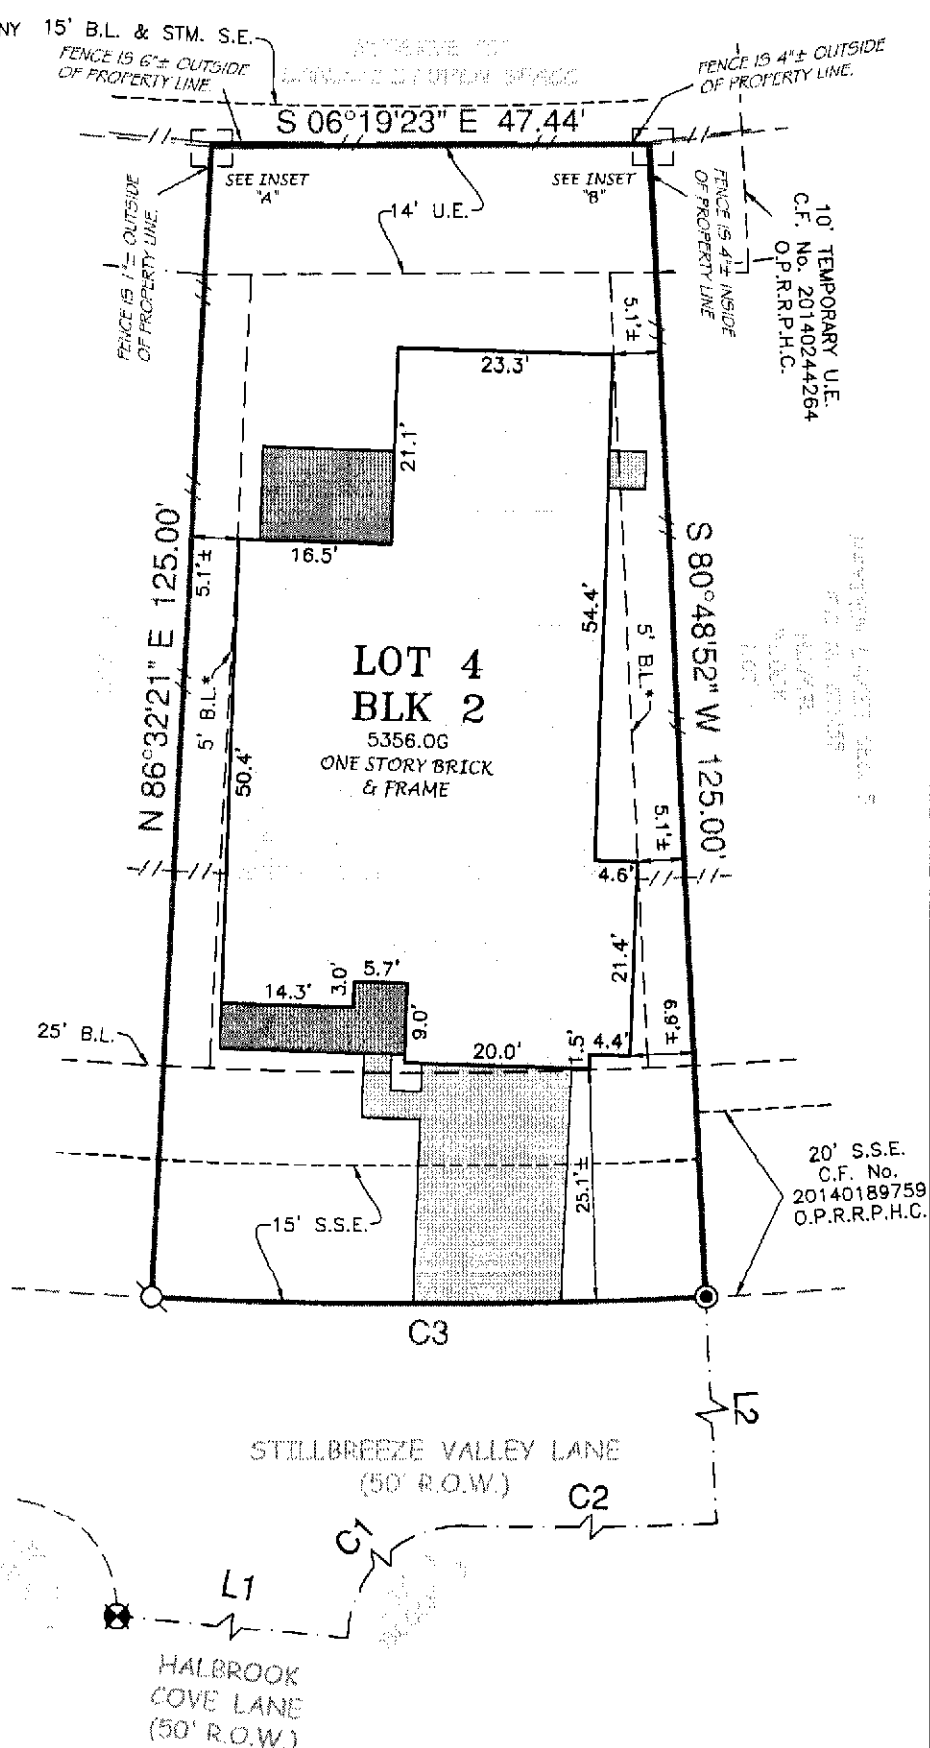 NY 15' B.L. & STM. S.E.
FENCE IS 6"± OUTSIDE
OF PROPERTY LINE.
FENCE IS 4"± OUTSIDE
OF PROPERTY LINE.
S 06°19'23" E 47.44'
SEE INSET
"A"
SEE INSET
"B"
14' U.E.
FENCE IS 1"± OUTSIDE
OF PROPERTY LINE.
FENCE IS 4"± INSIDE
OF PROPERTY LINE
10' TEMPORARY U.E.
C.F. No. 20140244264
O.P.R.R.P.H.C.
5.1'±
23.3'
21.1'
16.5'
5.1'±
N 86°32'21" E 125.00'
S 80°48'52" W 125.00'
54.4'
5' B.L.*
5' B.L.*
50.4'
LOT 4
BLK 2
5356.0G
ONE STORY BRICK
& FRAME
5.1'±
4.6'
21.4'
5.7'
3.0'
14.3'
9.0'
6.9'±
25' B.L.
20.0'
1.5'
4.4'
25.1'±
20' S.S.E.
C.F. No.
20140189759
O.P.R.R.P.H.C.
15' S.S.E.
C3
L2
STILLBREEZE VALLEY LANE
(50' R.O.W.)
C2
C1
L1
HALBROOK
COVE LANE
(50' R.O.W.)